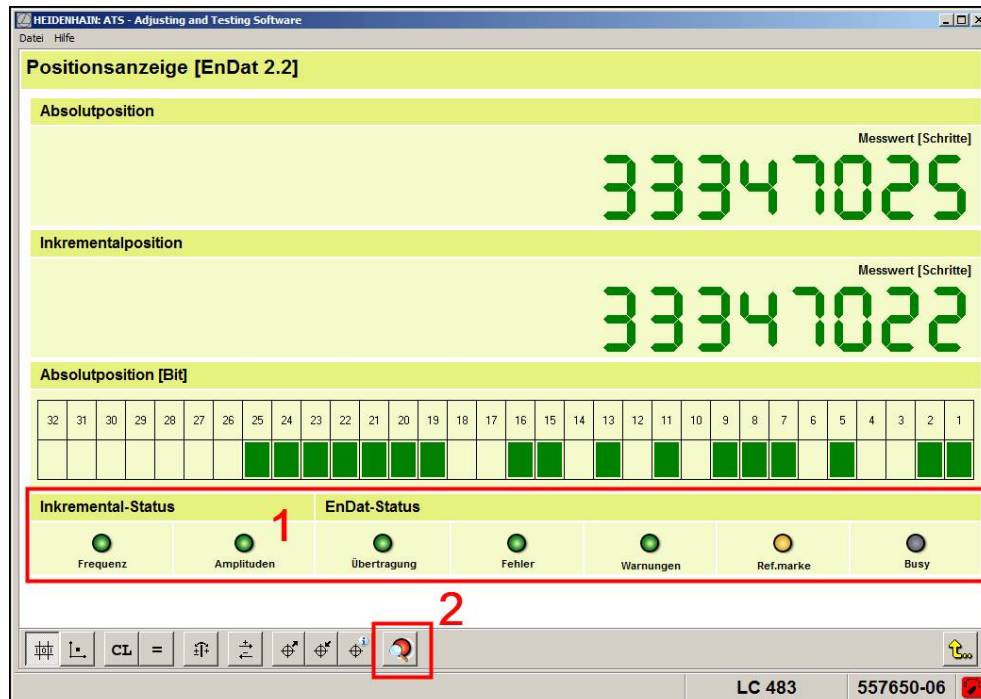 HEIDENHAIN: ATS - Adjusting and Testing Software
Datei Hilfe
Positionsanzeige [EnDat 2.2]
Absolutposition
Messwert [Schritte]
33347025
Inkrementalposition
Messwert [Schritte]
33347022
Absolutposition [Bit]
32 31 30 29 28 27 26 25 24 23 22 21 20 19 18 17 16 15 14 13 12 11 10 9 8 7 6 5 4 3 2 1
Inkremental-Status EnDat-Status
1
Frequenz Amplituden Übertragung Fehler Warnungen Ref.marke Busy
2
CL =
LC 483 557650-06